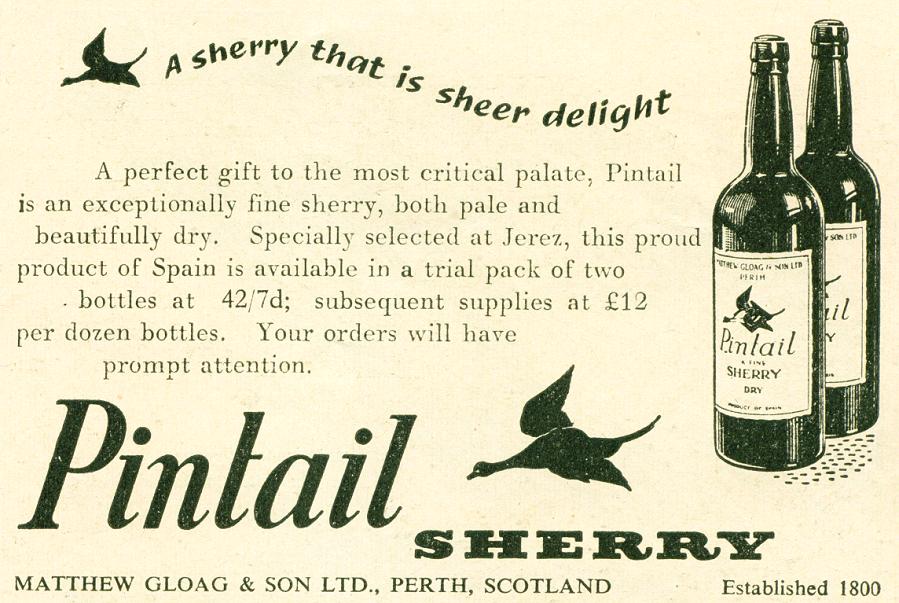 A sherry that is sheer delight
A perfect gift to the most critical palate, Pintail
is an exceptionally fine sherry, both pale and
beautifully dry. Specially selected at Jerez, this proud
product of Spain is available in a trial pack of two
bottles at 42/7d; subsequent supplies at £12
per dozen bottles. Your orders will have
prompt attention.
MATTHEW GLOAG & SON LTD
PERTH
Pintail
A FINE
SHERRY
DRY
PRODUCT OF SPAIN
SON LTD
ail
Y
Pintail
SHERRY
MATTHEW GLOAG & SON LTD., PERTH, SCOTLAND
Established 1800